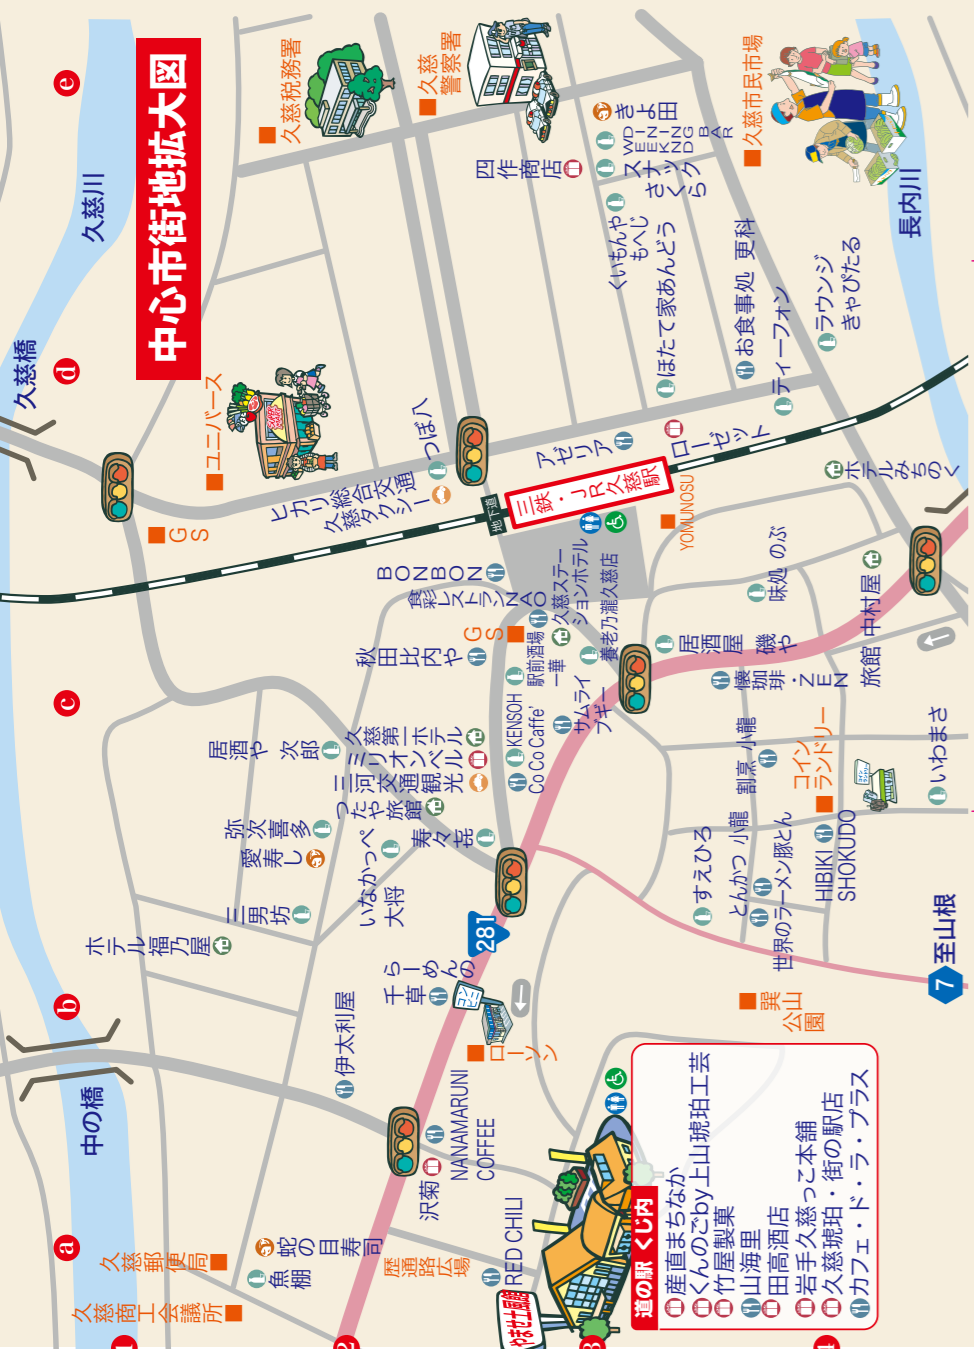 中心市街地拡大図
e
d
c
b
a
久慈税務署
久慈
警察署
久慈市民市場
四作商店
きよ田
WEEKEND
DINING BAR
スナック
さくら
くいもんや
もへじ
ほたて家あんどう
お食事処 更科
ティーフォン
ラウンジ
きゃぴたる
長内川
久慈川
久慈橋
ユニバース
GS
つぼ八
ヒカリ総合交通
久慈タクシー
アゼリア
ローゼット
地下道
三鉄・JR久慈駅
YOMUNOSU
ホテルみちのく
BONBON
食彩レストランNAO
GS
久慈ステー
ションホテル
養老乃瀧久慈店
駅前酒場
一華
秋田比内や
KENSOH
Co Co Caffe'
サムライ
ブギー
居酒屋 磯や
味処 のぶ
旅館 中村屋
懐珈琲・ZEN
割烹 小龍
コイン
ランドリー
いわまさ
居酒や 次郎
久慈第一ホテル
ミリオンベル
三河交通観光
つたや旅館
弥次喜多
愛寿し
三男坊
いなかっぺ
大将
寿々㐂
ホテル福乃屋
すえひろ
とんかつ 小龍
世界のラーメン豚とん
HIBIKI
SHOKUDO
7 至山根
281
らーめんの
千草
ローソン
巽山
公園
中の橋
伊太利屋
NANAMARUNI
COFFEE
沢菊
久慈郵便局
久慈商工会議所
蛇の目寿司
魚棚
歴通路広場
RED CHILI
やませ土風館
道の駅 くじ内
産直まちなか
くんのごby上山琥珀工芸
竹屋製菓
山海里
田高酒店
岩手久慈っこ本舗
久慈琥珀・街の駅店
カフェ・ド・ラ・プラス
1
2
3
4